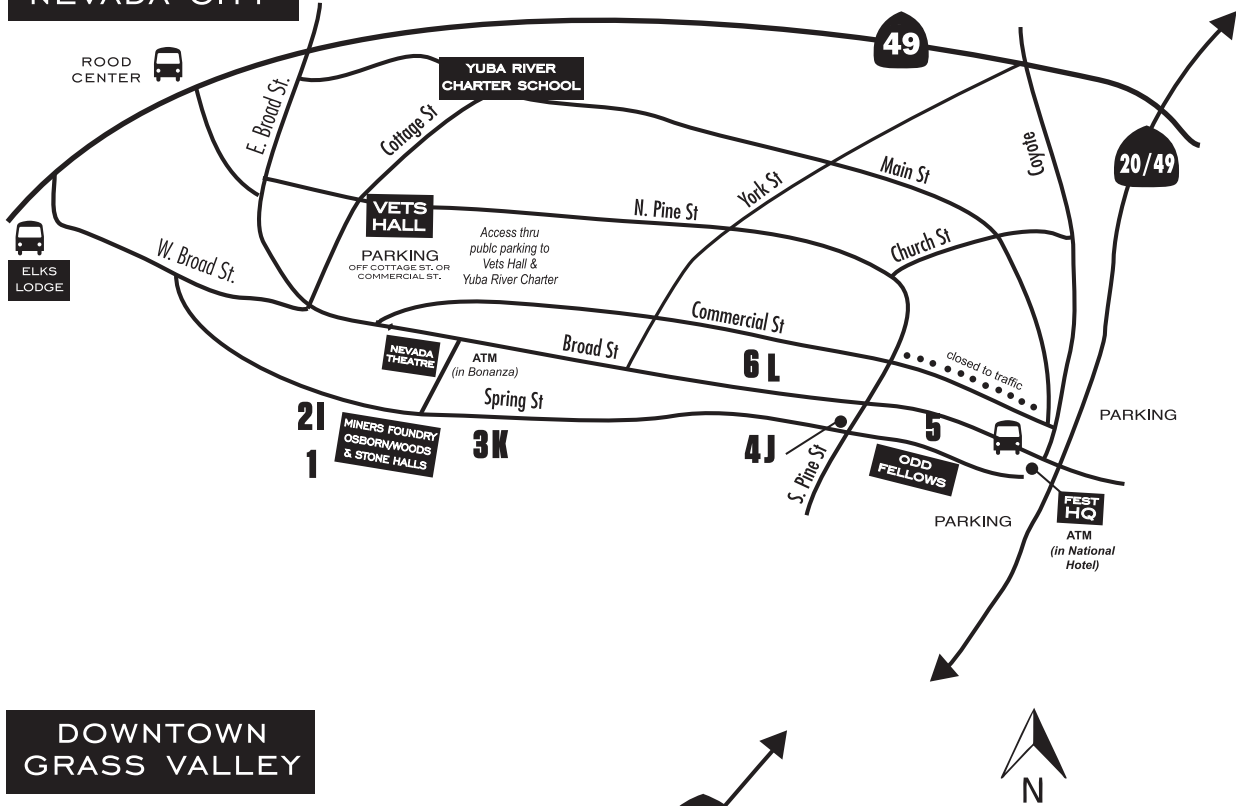 NEVADA CITY
ROOD
CENTER
49
YUBA RIVER
CHARTER SCHOOL
E. Broad St.
Cottage St
Coyote
20/49
Main St
York St
VETS
HALL
N. Pine St
Church St
PARKING
OFF COTTAGE ST. OR
COMMERCIAL ST.
Access thru
publc parking to
Vets Hall &
Yuba River Charter
W. Broad St.
ELKS
LODGE
Commercial St
NEVADA
THEATRE
ATM
(in Bonanza)
Broad St
6 L
closed to traffic
Spring St
PARKING
2I
1
MINERS FOUNDRY
OSBORN/WOODS
& STONE HALLS
3K
4J
5
S. Pine St
ODD
FELLOWS
PARKING
FEST
HQ
ATM
(in National
Hotel)
DOWNTOWN
GRASS VALLEY
N